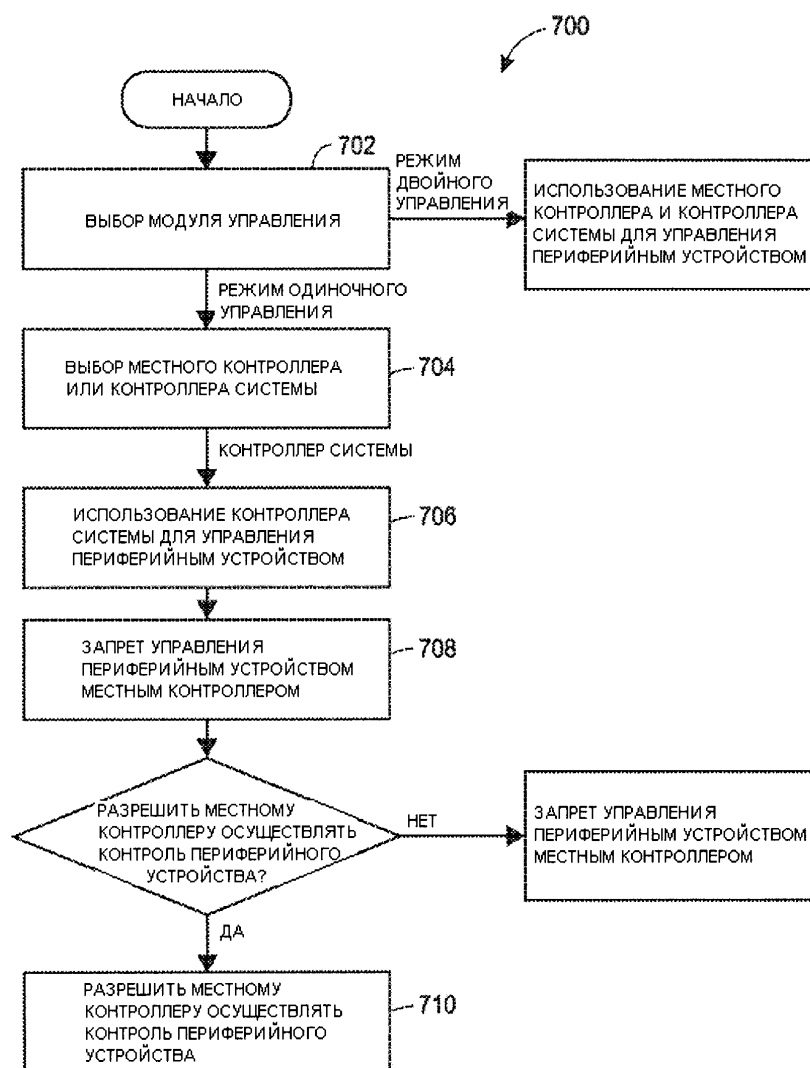 700
НАЧАЛО
702
ВЫБОР МОДУЛЯ УПРАВЛЕНИЯ
РЕЖИМ
ДВОЙНОГО
УПРАВЛЕНИЯ
ИСПОЛЬЗОВАНИЕ МЕСТНОГО
КОНТРОЛЛЕРА И КОНТРОЛЛЕРА
СИСТЕМЫ ДЛЯ УПРАВЛЕНИЯ
ПЕРИФЕРИЙНЫМ УСТРОЙСТВОМ
РЕЖИМ ОДИНОЧНОГО
УПРАВЛЕНИЯ
ВЫБОР МЕСТНОГО КОНТРОЛЛЕРА
ИЛИ КОНТРОЛЛЕРА СИСТЕМЫ
704
КОНТРОЛЛЕР СИСТЕМЫ
ИСПОЛЬЗОВАНИЕ КОНТРОЛЛЕРА
СИСТЕМЫ ДЛЯ УПРАВЛЕНИЯ
ПЕРИФЕРИЙНЫМ УСТРОЙСТВОМ
706
ЗАПРЕТ УПРАВЛЕНИЯ
ПЕРИФЕРИЙНЫМ УСТРОЙСТВОМ
МЕСТНЫМ КОНТРОЛЛЕРОМ
708
РАЗРЕШИТЬ МЕСТНОМУ
КОНТРОЛЛЕРУ ОСУЩЕСТВЛЯТЬ
КОНТРОЛЬ ПЕРИФЕРИЙНОГО
УСТРОЙСТВА?
НЕТ
ЗАПРЕТ УПРАВЛЕНИЯ
ПЕРИФЕРИЙНЫМ УСТРОЙСТВОМ
МЕСТНЫМ КОНТРОЛЛЕРОМ
ДА
РАЗРЕШИТЬ МЕСТНОМУ
КОНТРОЛЛЕРУ ОСУЩЕСТВЛЯТЬ
КОНТРОЛЬ ПЕРИФЕРИЙНОГО
УСТРОЙСТВА
710